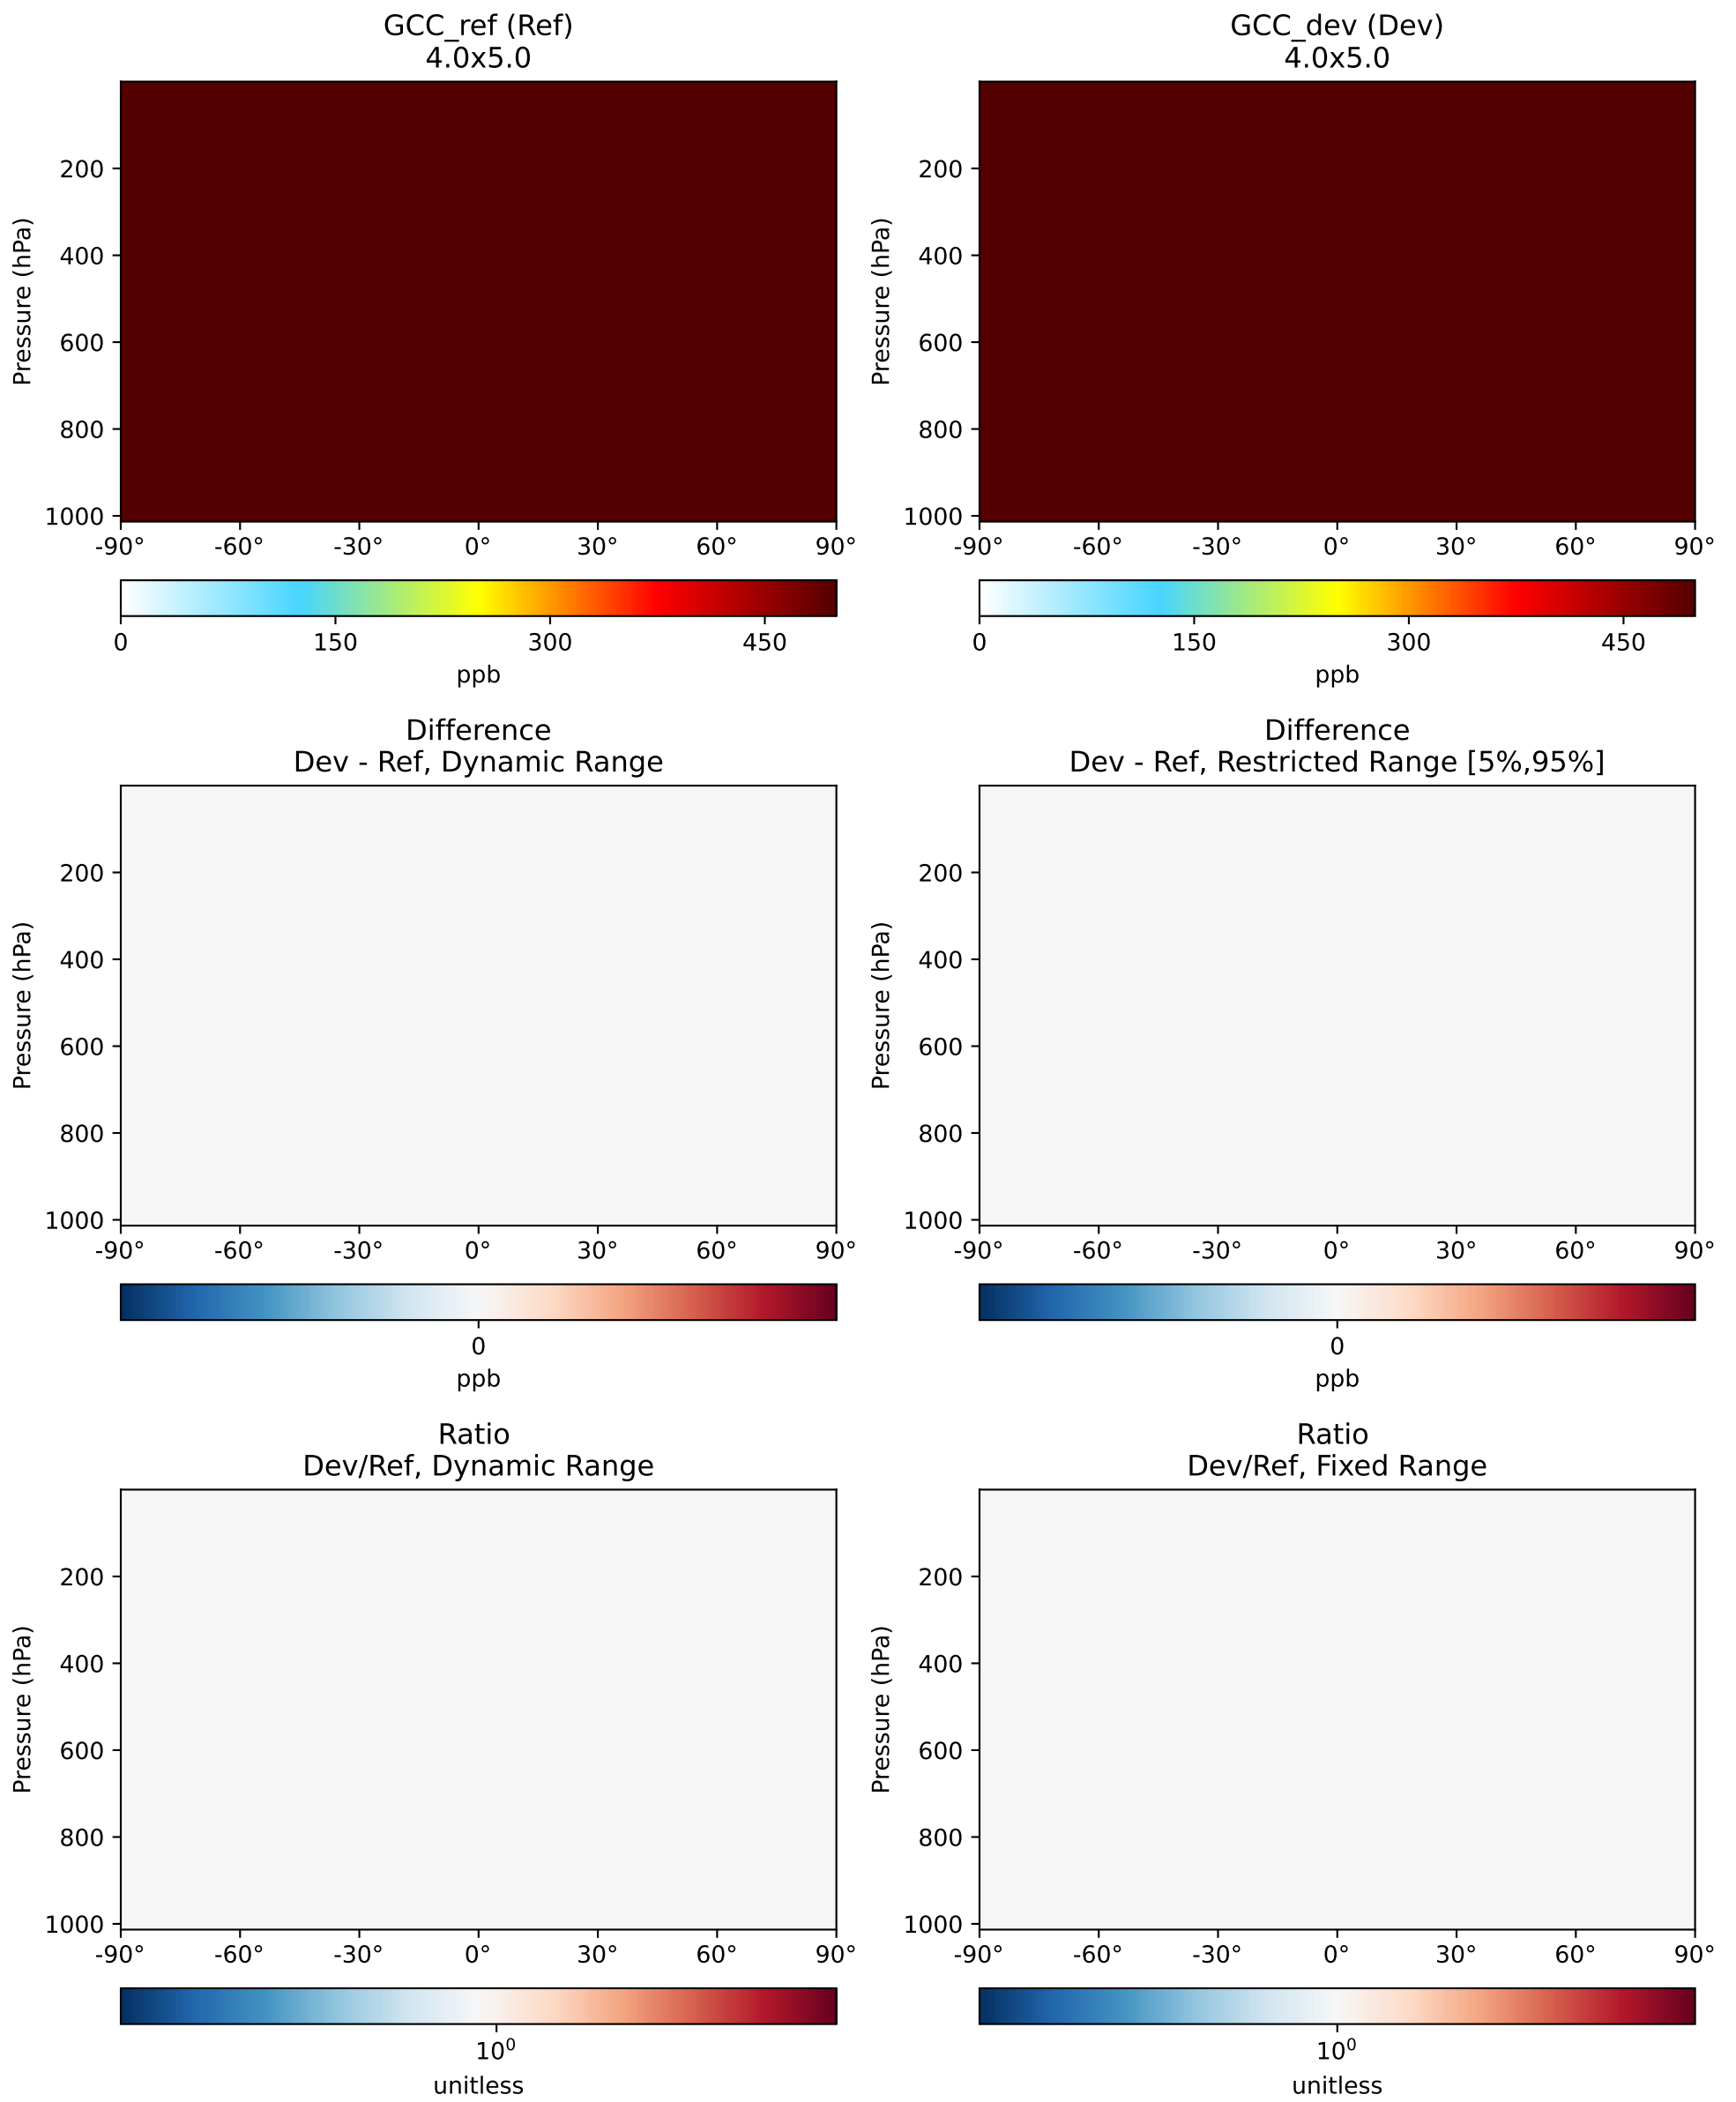 GCC_ref (Ref)
4.0x5.0
GCC_dev (Dev)
4.0x5.0
Pressure (hPa)
200
400
600
800
1000
-90° -60° -30° 0° 30° 60° 90°
0 150 300 450
ppb
Pressure (hPa)
200
400
600
800
1000
-90° -60° -30° 0° 30° 60° 90°
0 150 300 450
ppb
Difference
Dev - Ref, Dynamic Range
Pressure (hPa)
200
400
600
800
1000
-90° -60° -30° 0° 30° 60° 90°
0
ppb
Difference
Dev - Ref, Restricted Range [5%,95%]
Pressure (hPa)
200
400
600
800
1000
-90° -60° -30° 0° 30° 60° 90°
0
ppb
Ratio
Dev/Ref, Dynamic Range
Pressure (hPa)
200
400
600
800
1000
-90° -60° -30° 0° 30° 60° 90°
10⁰
unitless
Ratio
Dev/Ref, Fixed Range
Pressure (hPa)
200
400
600
800
1000
-90° -60° -30° 0° 30° 60° 90°
10⁰
unitless